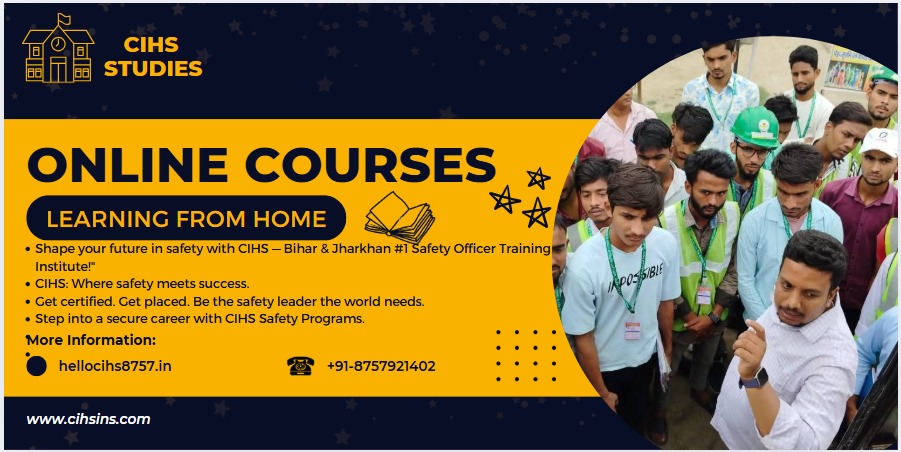 CIHS
STUDIES
ONLINE COURSES
LEARNING FROM HOME
• Shape your future in safety with CIHS — Bihar & Jharkhan #1 Safety Officer Training
Institute!"
• CIHS: Where safety meets success.
• Get certified. Get placed. Be the safety leader the world needs.
• Step into a secure career with CIHS Safety Programs.
More Information:
hellocihs8757.in
+91-8757921402
www.cihsins.com
IMPOSSIBLE